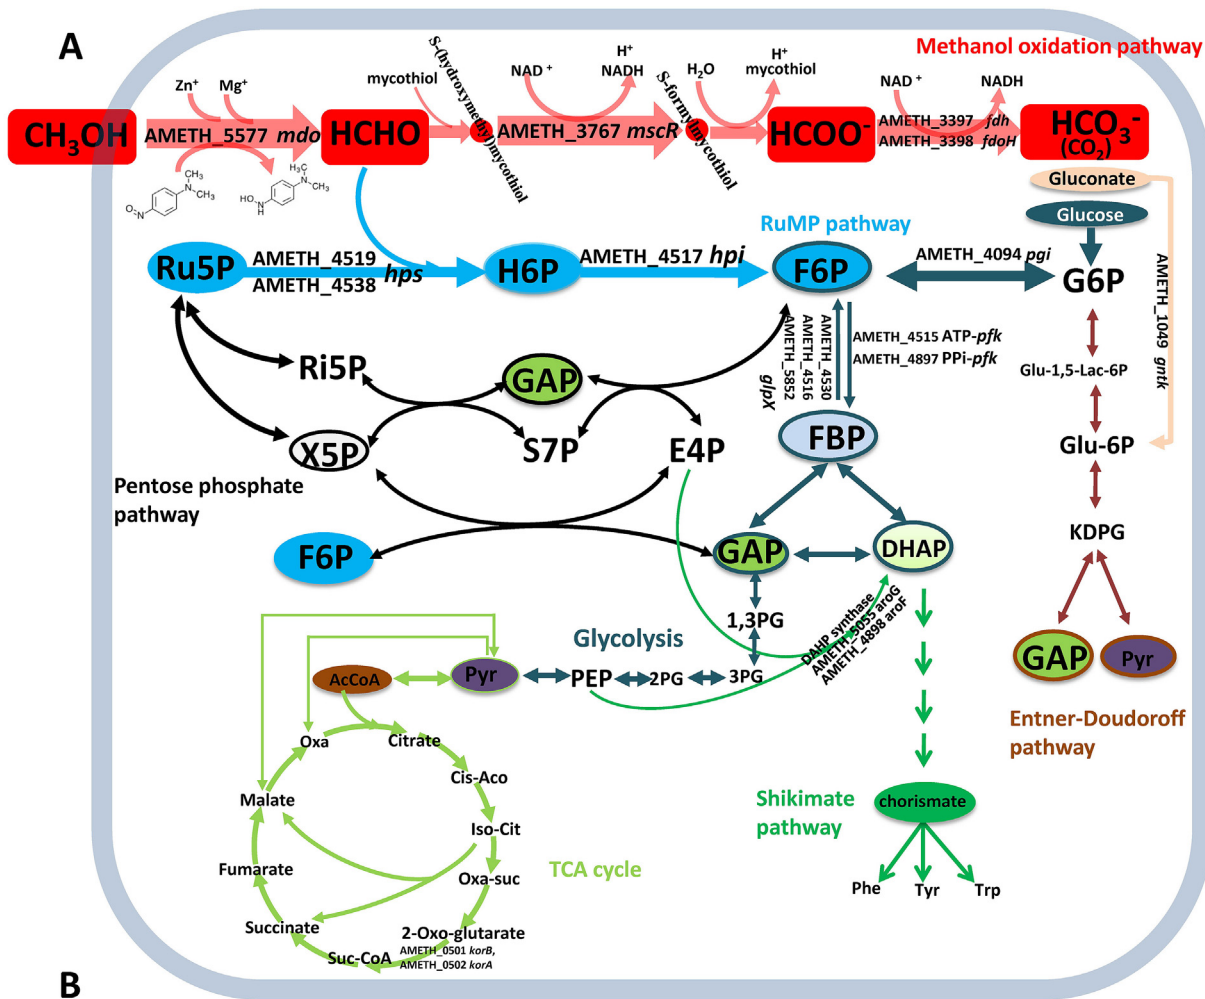 A
Methanol oxidation pathway
Zn+
Mg+
mycothiol
S-(hydroxymethyl)mycothiol
NAD +
H+
NADH
S-formylmycothiol
H2O
H+
mycothiol
NAD +
NADH
CH3OH
AMETH_5577 mdo
HCHO
AMETH_3767 mscR
HCOO-
AMETH_3397 fdh
AMETH_3398 fdoH
HCO3-
(CO2)
O
N
N
CH3
CH3
HO
N
H
H3C
N
CH3
Gluconate
Glucose
RuMP pathway
Ru5P
AMETH_4519
AMETH_4538
hps
H6P
AMETH_4517 hpi
F6P
AMETH_4094 pgi
G6P
AMETH_1049 gntk
AMETH_4530
AMETH_4516
AMETH_5852
glpX
AMETH_4515 ATP-pfk
AMETH_4897 PPi-pfk
Ri5P
GAP
Glu-1,5-Lac-6P
X5P
S7P
E4P
FBP
Glu-6P
Pentose phosphate
pathway
F6P
GAP
DHAP
KDPG
1,3PG
DAHP synthase
AMETH_5055 aroG
AMETH_4898 aroF
Glycolysis
GAP
Pyr
AcCoA
Pyr
PEP
2PG
3PG
Entner-Doudoroff
pathway
Oxa
Citrate
Cis-Aco
Malate
Iso-Cit
Shikimate
pathway
chorismate
TCA cycle
Fumarate
Oxa-suc
Phe
Tyr
Trp
Succinate
2-Oxo-glutarate
AMETH_0501 korB,
AMETH_0502 korA
Suc-CoA
B